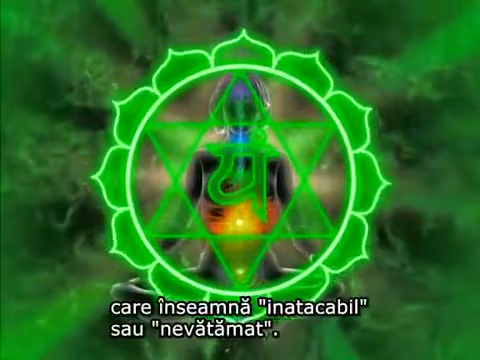 यं
care înseamnă "inatacabil"
sau "nevătămat".